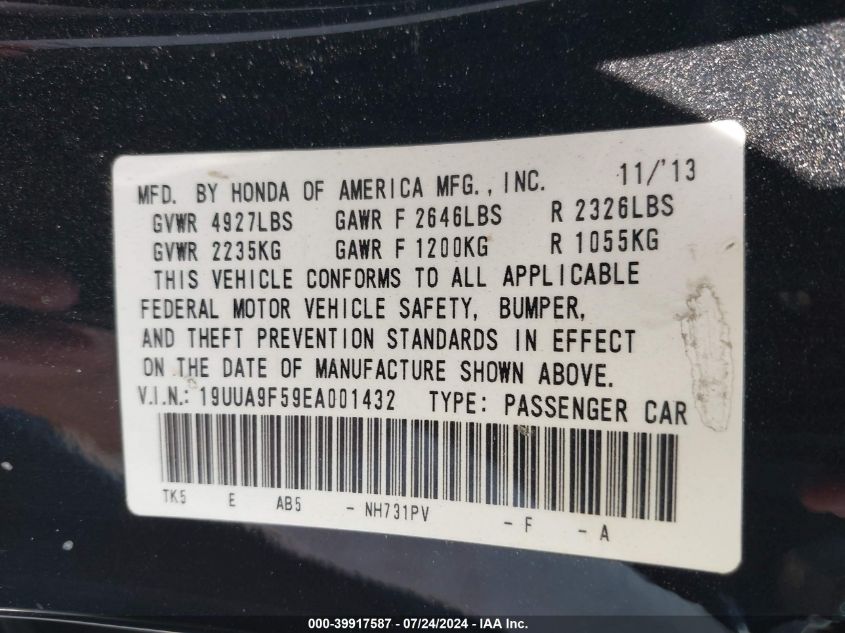 MFD. BY HONDA OF AMERICA MFG., INC. 11/'13
GVWR 4927LBS GAWR F 2646LBS R 2326LBS
GVWR 2235KG GAWR F 1200KG R 1055KG
THIS VEHICLE CONFORMS TO ALL APPLICABLE
FEDERAL MOTOR VEHICLE SAFETY, BUMPER,
AND THEFT PREVENTION STANDARDS IN EFFECT
ON THE DATE OF MANUFACTURE SHOWN ABOVE.
V.I.N.: 19UUA9F59EA001432 TYPE: PASSENGER CAR
TK5 E AB5 - NH731PV - F - A
000-39917587 - 07/24/2024 - IAA Inc.